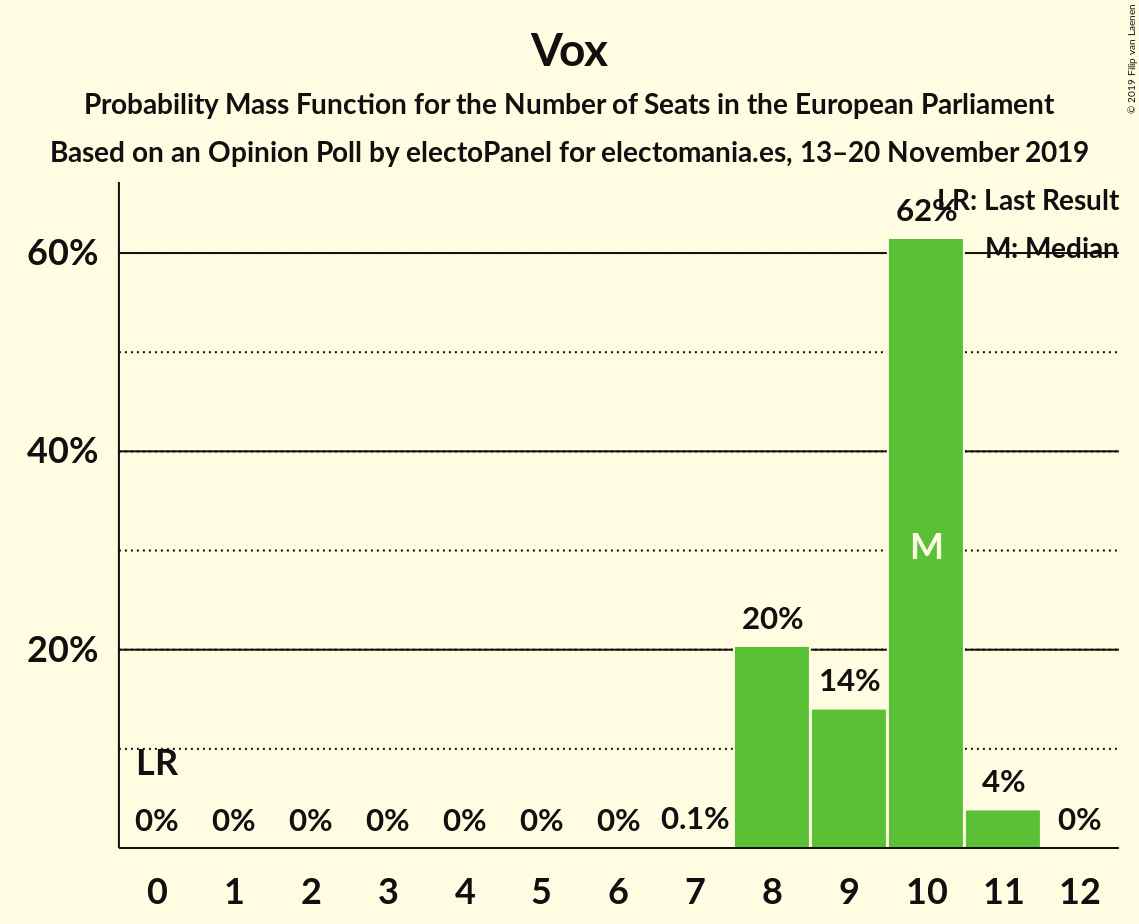 Vox
Probability Mass Function for the Number of Seats in the European Parliament
Based on an Opinion Poll by electoPanel for electomania.es, 13–20 November 2019
© 2019 Filip van Laenen
LR: Last Result
M: Median
60%
40%
20%
62%
M
20%
14%
4%
LR
0% 0% 0% 0% 0% 0% 0% 0.1% 0%
0 1 2 3 4 5 6 7 8 9 10 11 12